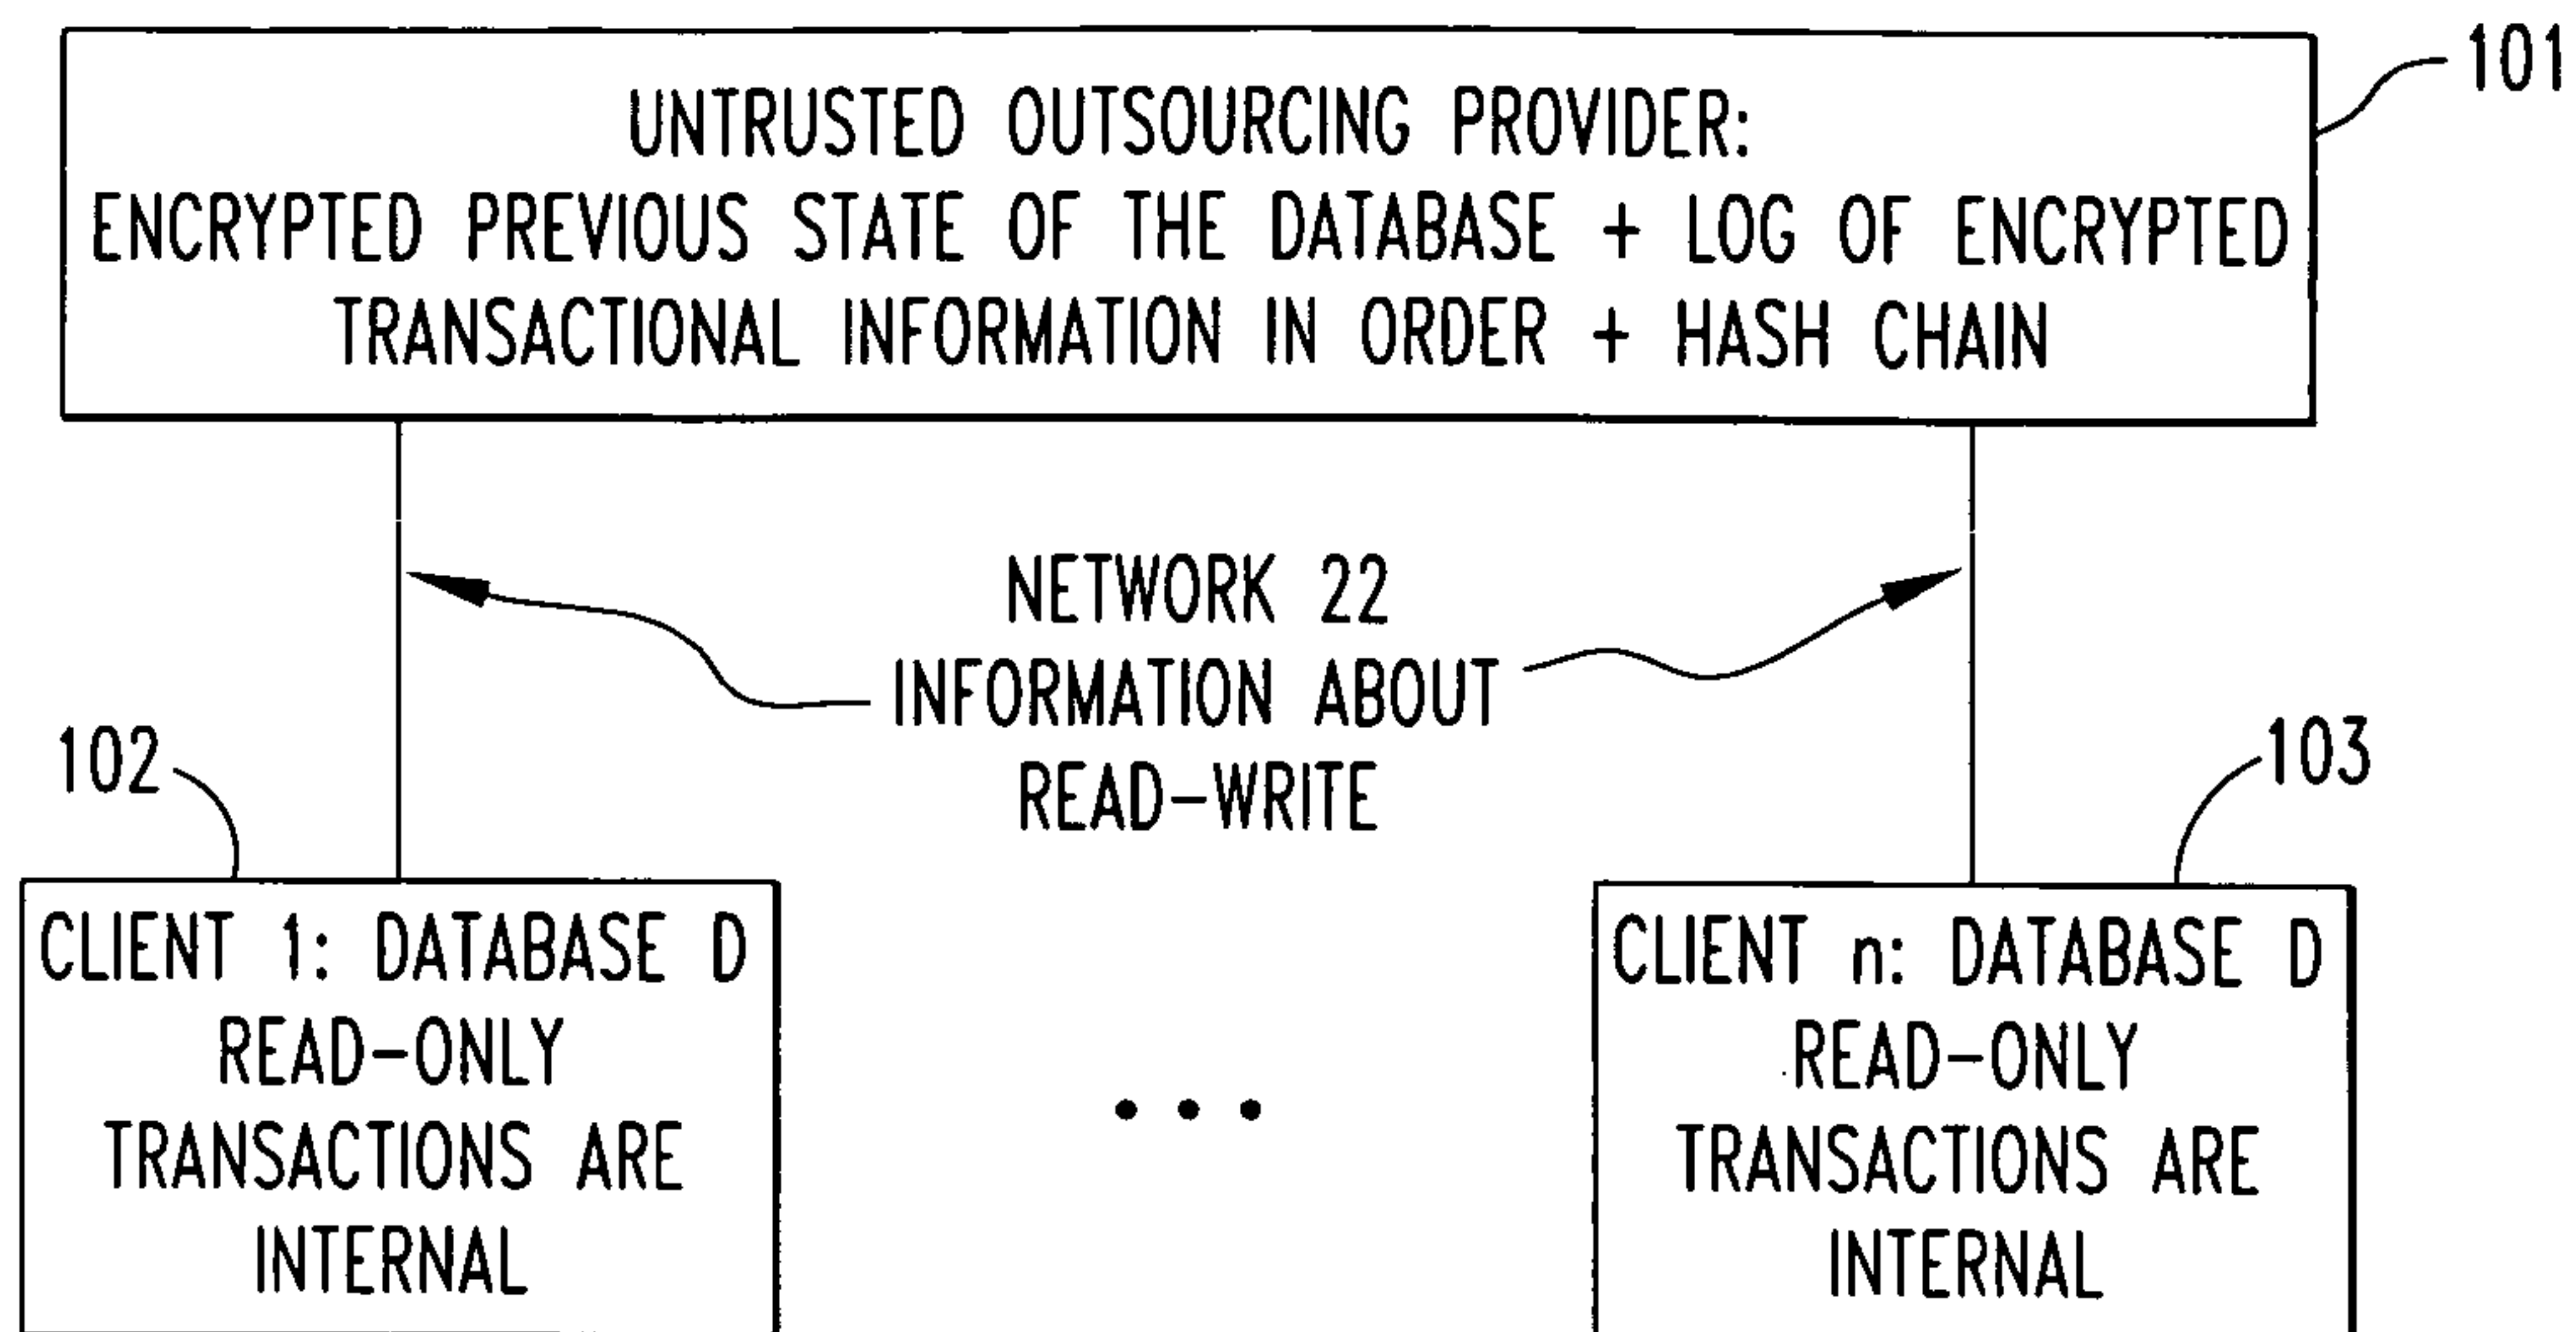 101
UNTRUSTED OUTSOURCING PROVIDER:
ENCRYPTED PREVIOUS STATE OF THE DATABASE + LOG OF ENCRYPTED
TRANSACTIONAL INFORMATION IN ORDER + HASH CHAIN
NETWORK 22
INFORMATION ABOUT
READ-WRITE
102
103
CLIENT 1: DATABASE D
READ-ONLY
TRANSACTIONS ARE
INTERNAL
CLIENT n: DATABASE D
READ-ONLY
TRANSACTIONS ARE
INTERNAL